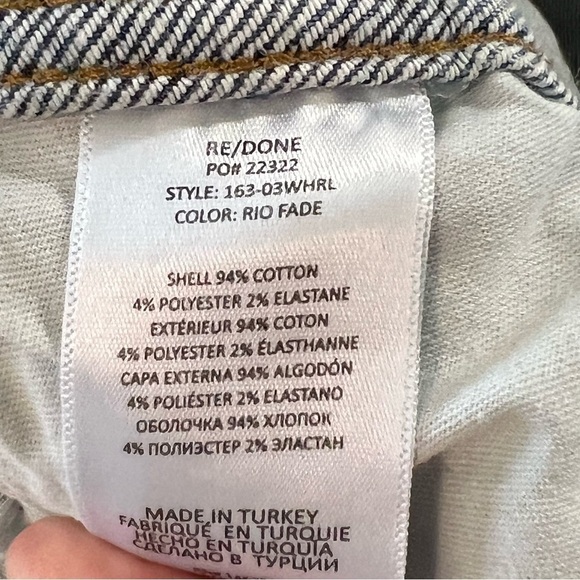 RE/DONE
PO# 22322
STYLE: 163-03WHRL
COLOR: RIO FADE
SHELL 94% COTTON
4% POLYESTER 2% ELASTANE
EXTÉRIEUR 94% COTON
4% POLYESTER 2% ÉLASTHANNE
CAPA EXTERNA 94% ALGODÓN
4% POLIÉSTER 2% ELASTANO
ОБОЛОЧКА 94% ХЛОПОК
4% ПОЛИЭСТЕР 2% ЭЛАСТАН
MADE IN TURKEY
FABRIQUÉ EN TURQUIE
HECHO EN TURQUIA
СДЕЛАНО В ТУРЦИИ